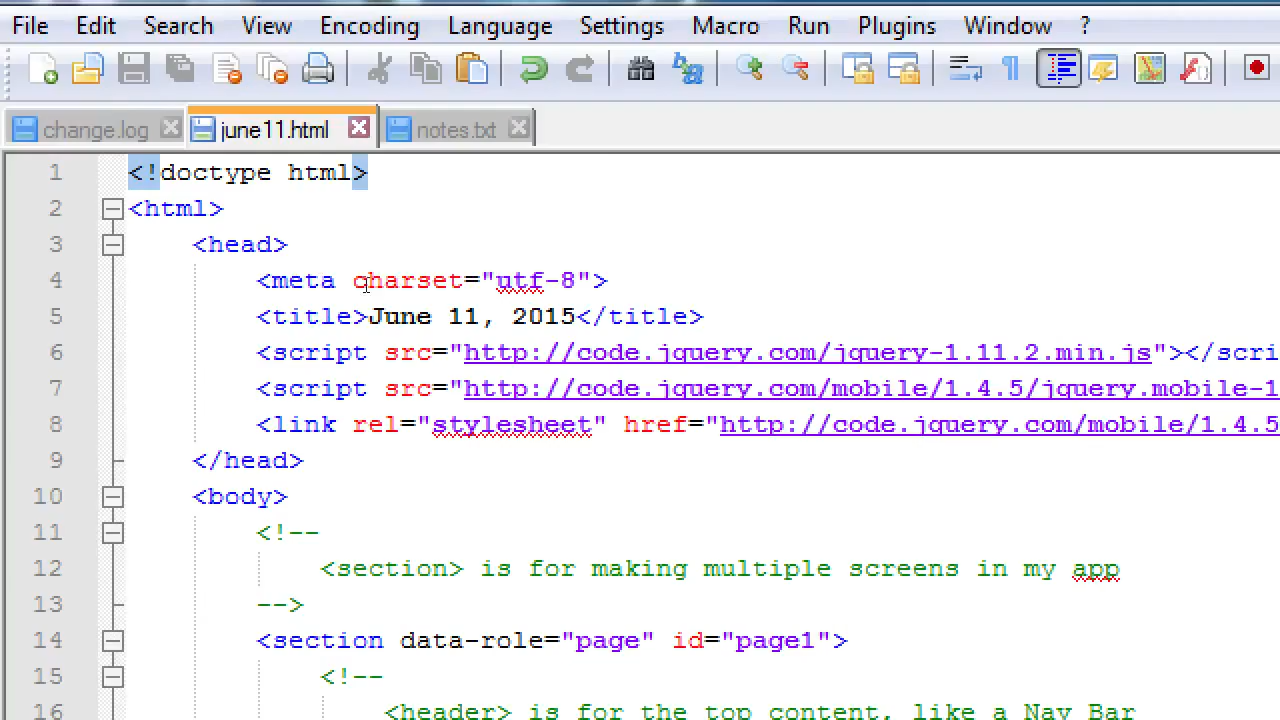 File Edit Search View Encoding Language Settings Macro Run Plugins Window ?
change.log june11.html notes.txt
1 <!doctype html>
2 <html>
3 <head>
4 <meta charset="utf-8">
5 <title>June 11, 2015</title>
6 <script src="http://code.jquery.com/jquery-1.11.2.min.js"></scri
7 <script src="http://code.jquery.com/mobile/1.4.5/jquery.mobile-1
8 <link rel="stylesheet" href="http://code.jquery.com/mobile/1.4.5
9 </head>
10 <body>
11 <!--
12 <section> is for making multiple screens in my app
13 -->
14 <section data-role="page" id="page1">
15 <!--
16 <header> is for the top content, like a Nav Bar